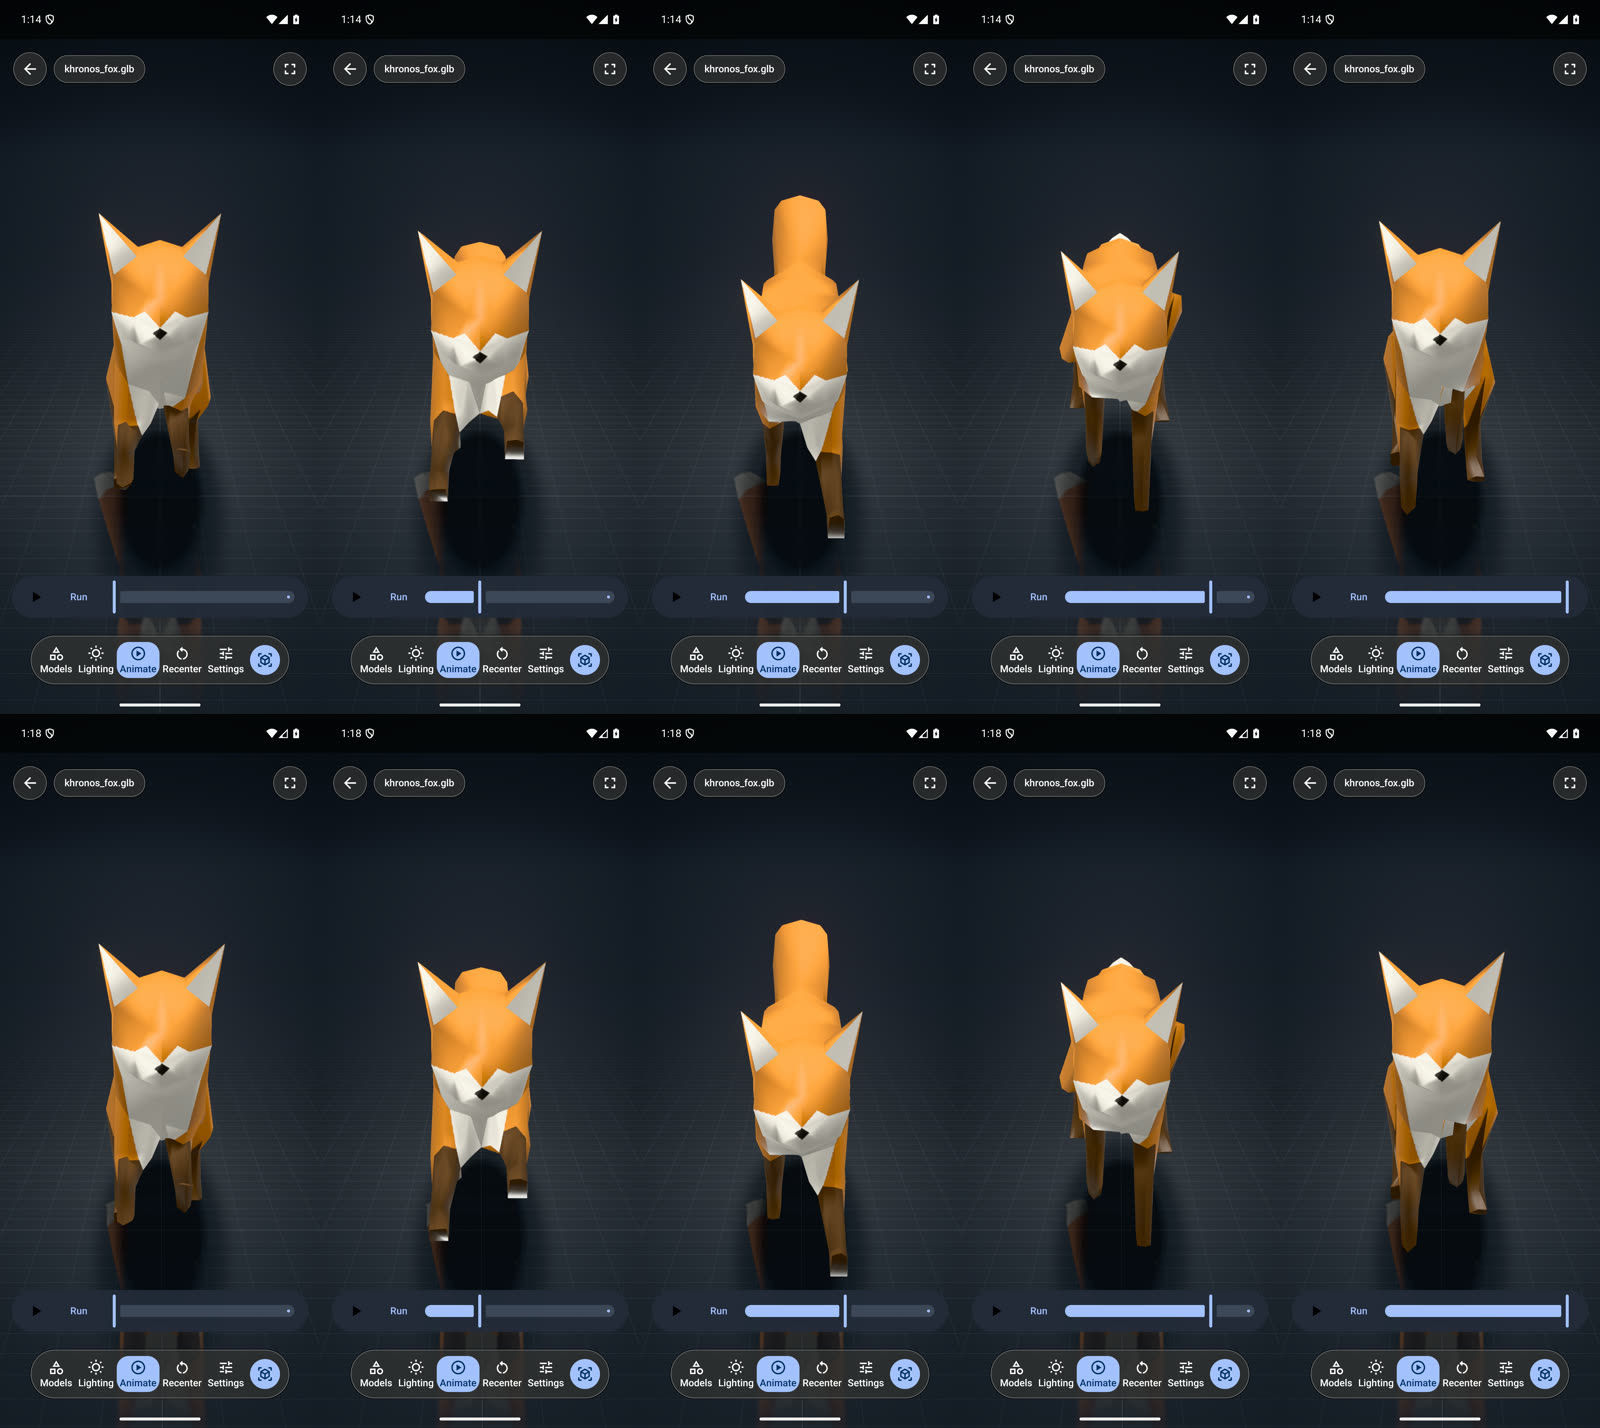 1:14 1:14 1:14 1:14 1:14
khronos_fox.glb khronos_fox.glb khronos_fox.glb khronos_fox.glb khronos_fox.glb
Run Run Run Run Run
Models Lighting Animate Recenter Settings Models Lighting Animate Recenter Settings Models Lighting Animate Recenter Settings Models Lighting Animate Recenter Settings Models Lighting Animate Recenter Settings
1:18 1:18 1:18 1:18 1:18
khronos_fox.glb khronos_fox.glb khronos_fox.glb khronos_fox.glb khronos_fox.glb
Run Run Run Run Run
Models Lighting Animate Recenter Settings Models Lighting Animate Recenter Settings Models Lighting Animate Recenter Settings Models Lighting Animate Recenter Settings Models Lighting Animate Recenter Settings